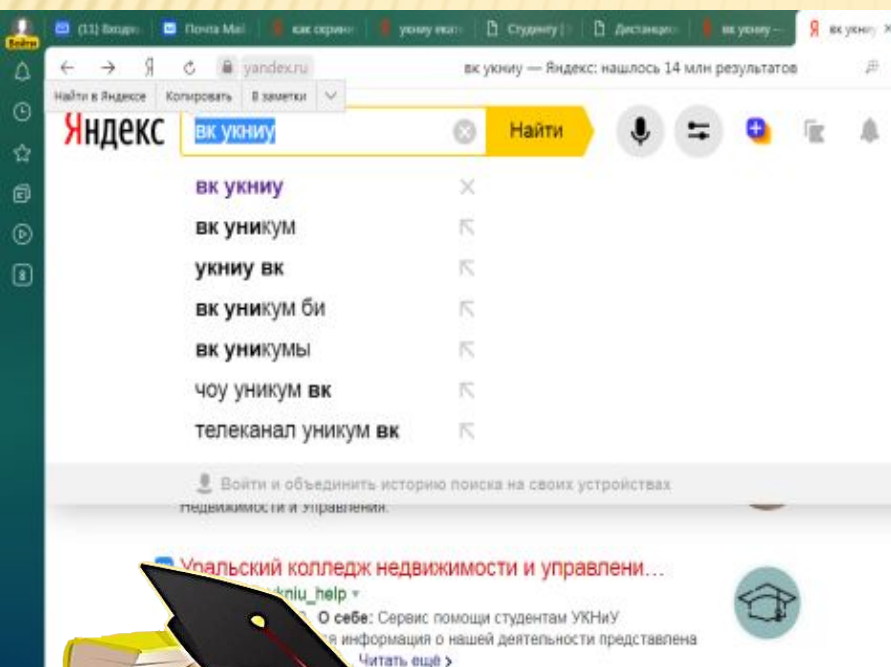 (11) Входящ
Почта Mail
как скринш
укниу екат
Студенту |
Дистанцио
вк укниу —
вк укниу
Войти
yandex.ru
вк укниу — Яндекс: нашлось 14 млн результатов
Найти в Яндексе Копировать В заметки
Яндекс вк укниу Найти
вк укниу
вк уникум
укниу вк
вк уникум би
вк уникумы
чоу уникум вк
телеканал уникум вк
Войти и объединить историю поиска на своих устройствах
Недвижимости и Управления.
Уральский колледж недвижимости и управлени...
kniu_help
О себе: Сервис помощи студентам УКНиУ
информация о нашей деятельности представлена
Читать ещё >